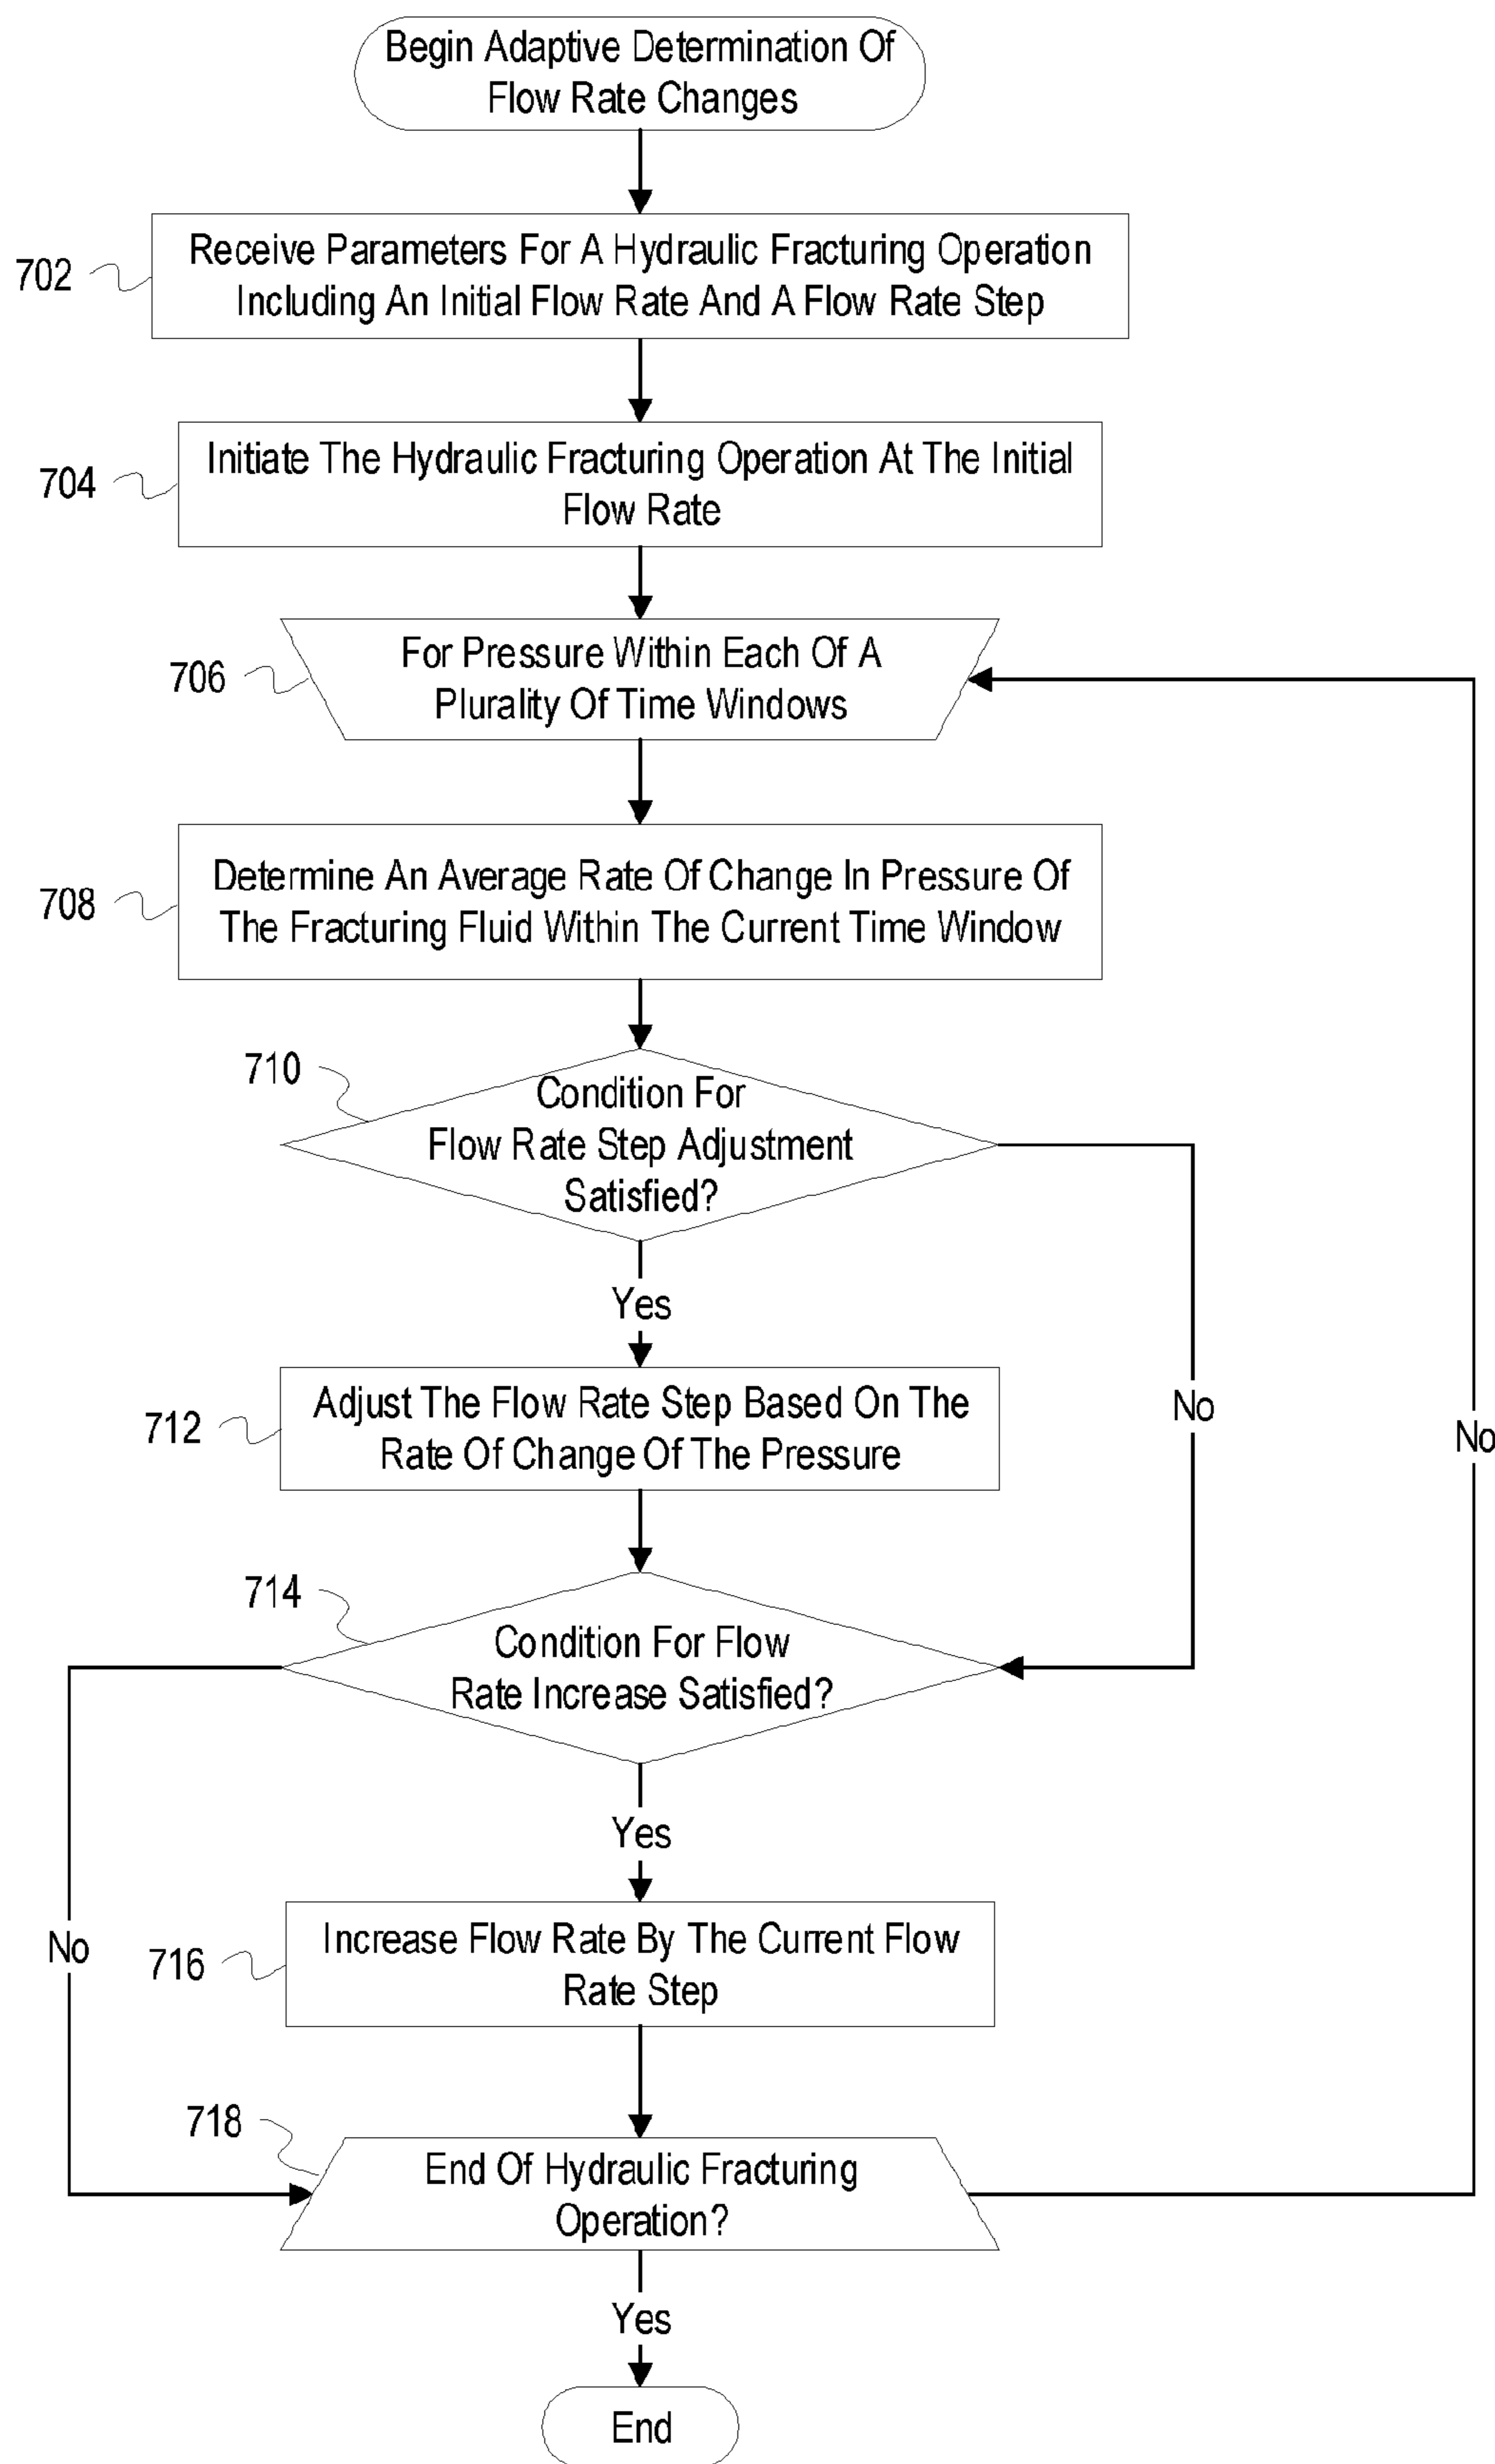 Begin Adaptive Determination Of
Flow Rate Changes
702
Receive Parameters For A Hydraulic Fracturing Operation
Including An Initial Flow Rate And A Flow Rate Step
704
Initiate The Hydraulic Fracturing Operation At The Initial
Flow Rate
706
For Pressure Within Each Of A
Plurality Of Time Windows
708
Determine An Average Rate Of Change In Pressure Of
The Fracturing Fluid Within The Current Time Window
710
Condition For
Flow Rate Step Adjustment
Satisfied?
Yes
No
712
Adjust The Flow Rate Step Based On The
Rate Of Change Of The Pressure
No
714
Condition For Flow
Rate Increase Satisfied?
Yes
No
716
Increase Flow Rate By The Current Flow
Rate Step
718
End Of Hydraulic Fracturing
Operation?
Yes
End